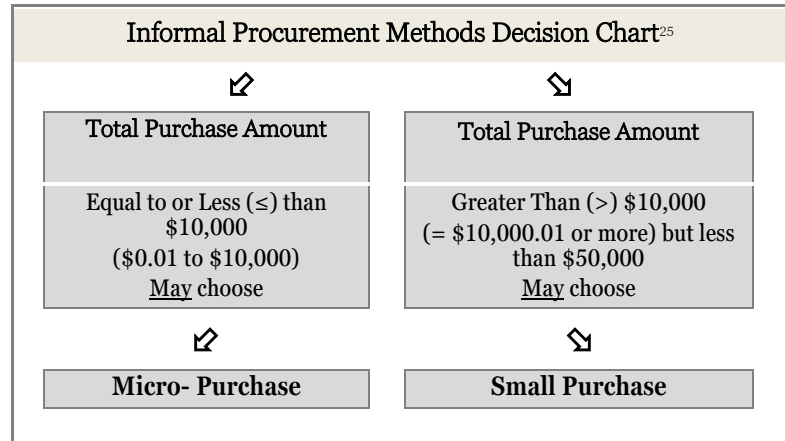 Informal Procurement Methods Decision Chart25
Total Purchase Amount
Equal to or Less (≤) than
$10,000
($0.01 to $10,000)
May choose
Micro- Purchase
Total Purchase Amount
Greater Than (>) $10,000
(= $10,000.01 or more) but less
than $50,000
May choose
Small Purchase